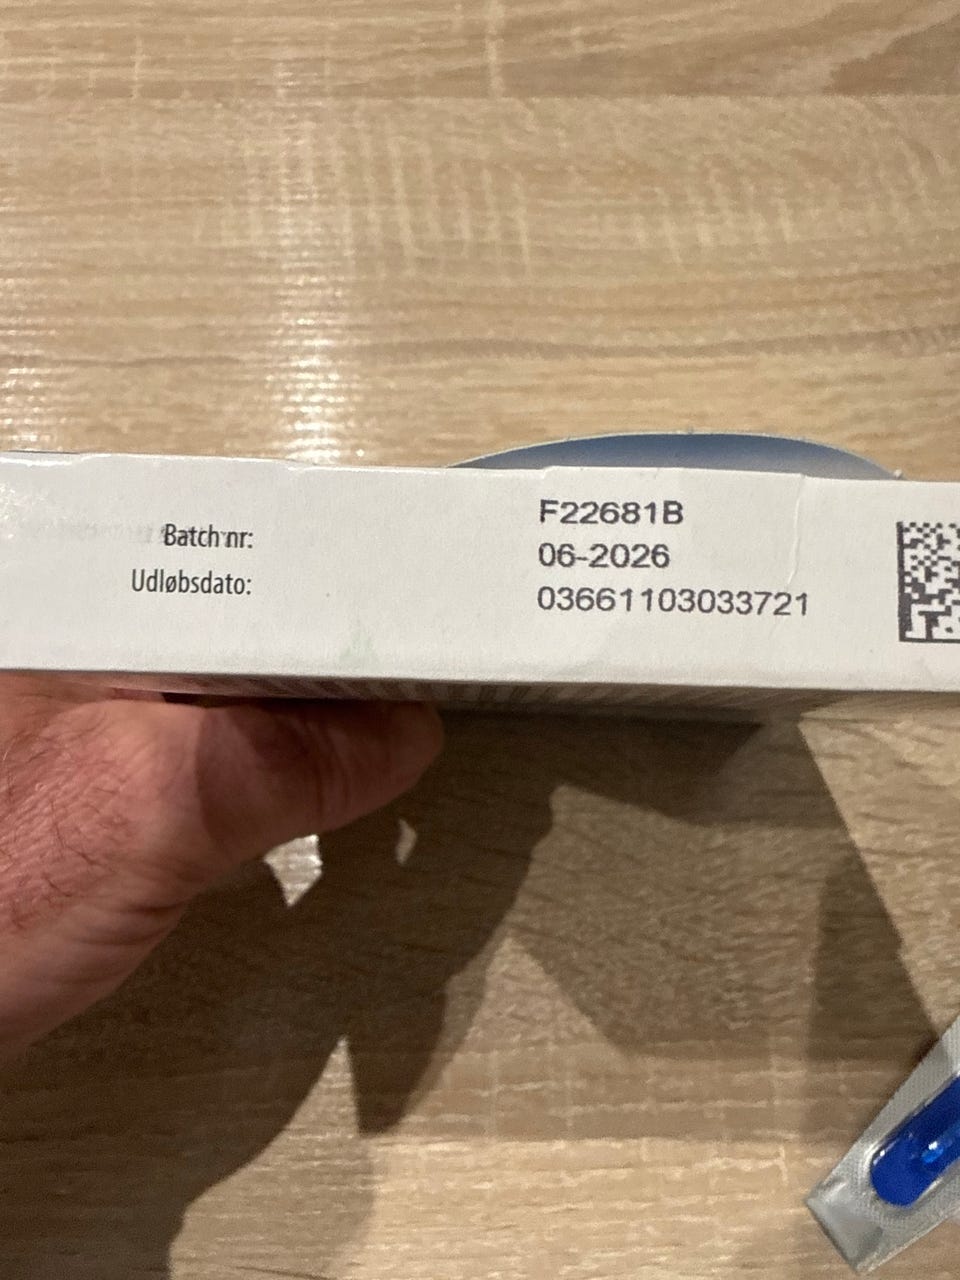 Batch nr:
Udløbsdato:
F22681B
06-2026
03661103033721